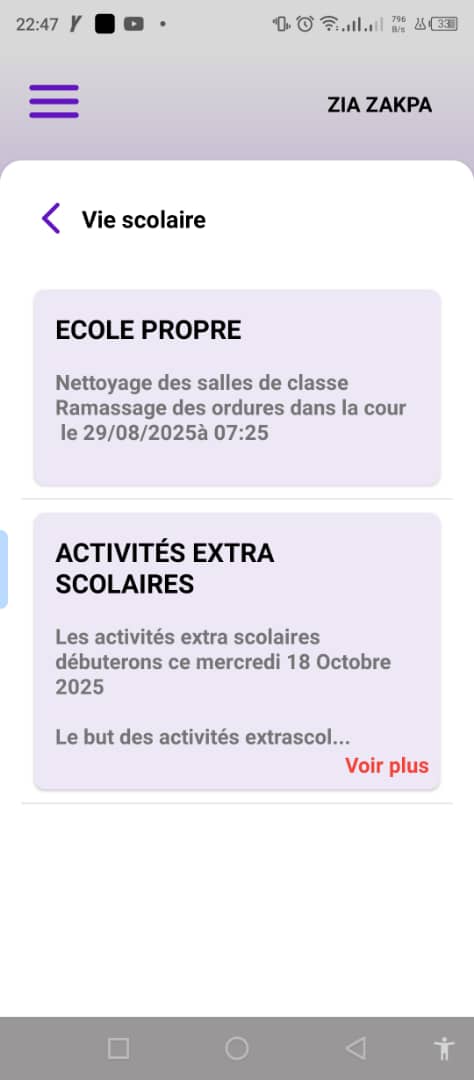 22:47
796
B/s
33
ZIA ZAKPA
Vie scolaire
ECOLE PROPRE
Nettoyage des salles de classe
Ramassage des ordures dans la cour
le 29/08/2025à 07:25
ACTIVITÉS EXTRA
SCOLAIRES
Les activités extra scolaires
débuterons ce mercredi 18 Octobre
2025
Le but des activités extrascol...
Voir plus